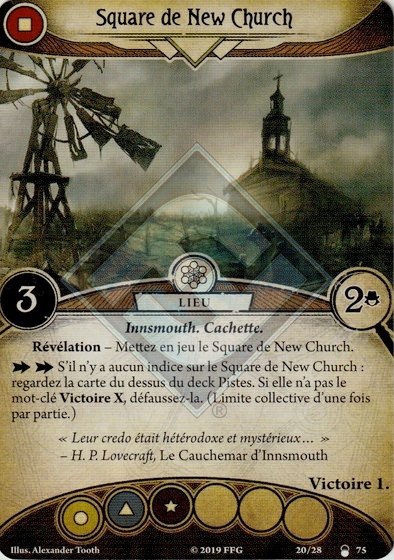 Square de New Church
3
LIEU
2
Innsmouth. Cachette.
Révélation – Mettez en jeu le Square de New Church.
S'il n'y a aucun indice sur le Square de New Church :
regardez la carte du dessus du deck Pistes. Si elle n'a pas le
mot-clé Victoire X, défaussez-la. (Limite collective d'une fois
par partie.)
« Leur credo était hétérodoxe et mystérieux… »
– H. P. Lovecraft, Le Cauchemar d'Innsmouth
Victoire 1.
Illus. Alexander Tooth
© 2019 FFG
20/28
75
®